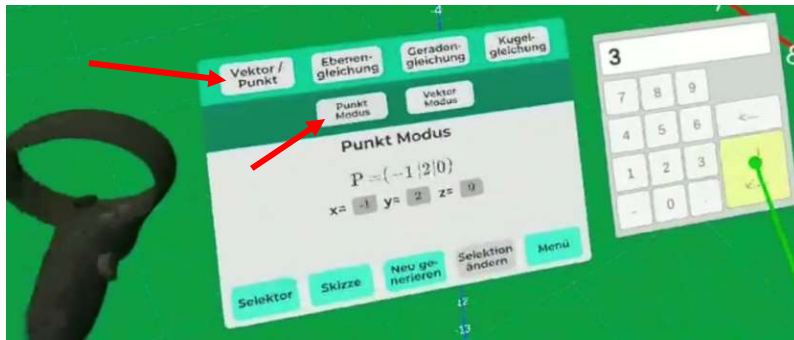 -4
Vektor / Punkt
Ebenen-gleichung
Geraden-gleichung
Kugel-gleichung
Punkt Modus
Vektor Modus
Punkt Modus
P =(-1|2|0)
x= -1 y= 2 z= 0
Selektor
Skizze
Neu ge-nerieren
Selektion ändern
Menü
3
7 8 9
4 5 6 <--
1 2 3
- 0 .
8
12
-13